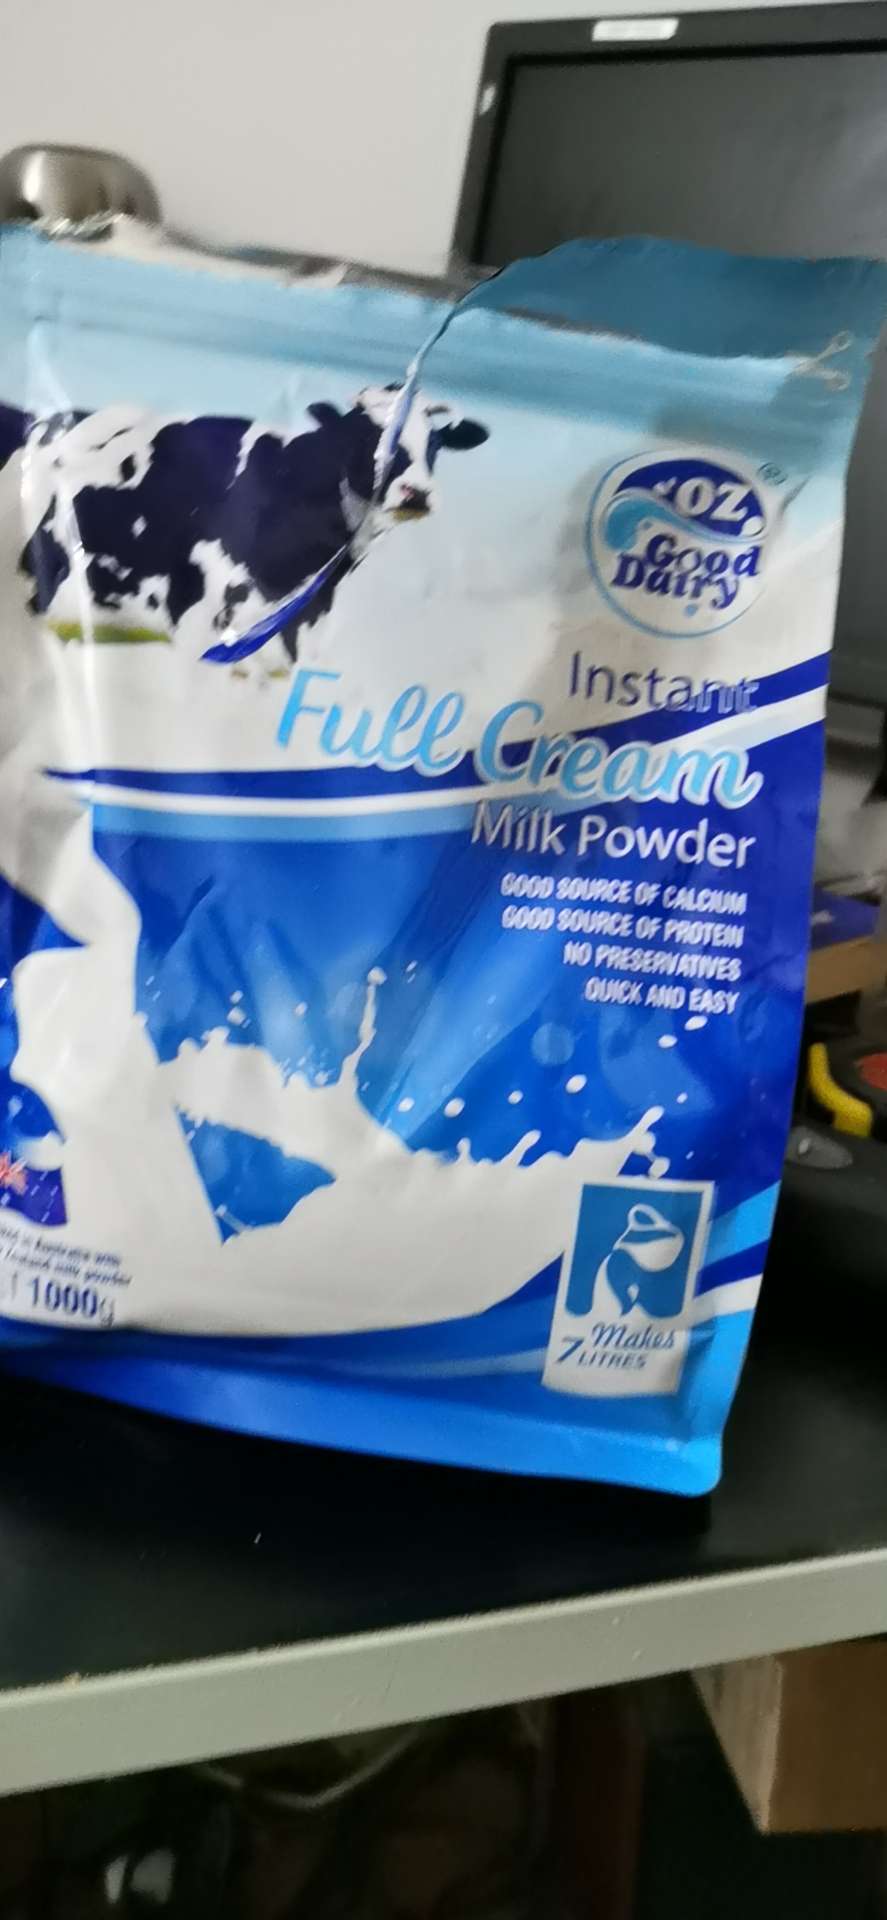 OZ
Good
Dairy
Instant
Full Cream
Milk Powder
GOOD SOURCE OF CALCIUM
GOOD SOURCE OF PROTEIN
NO PRESERVATIVES
QUICK AND EASY
1000g
Makes
7 LITRES